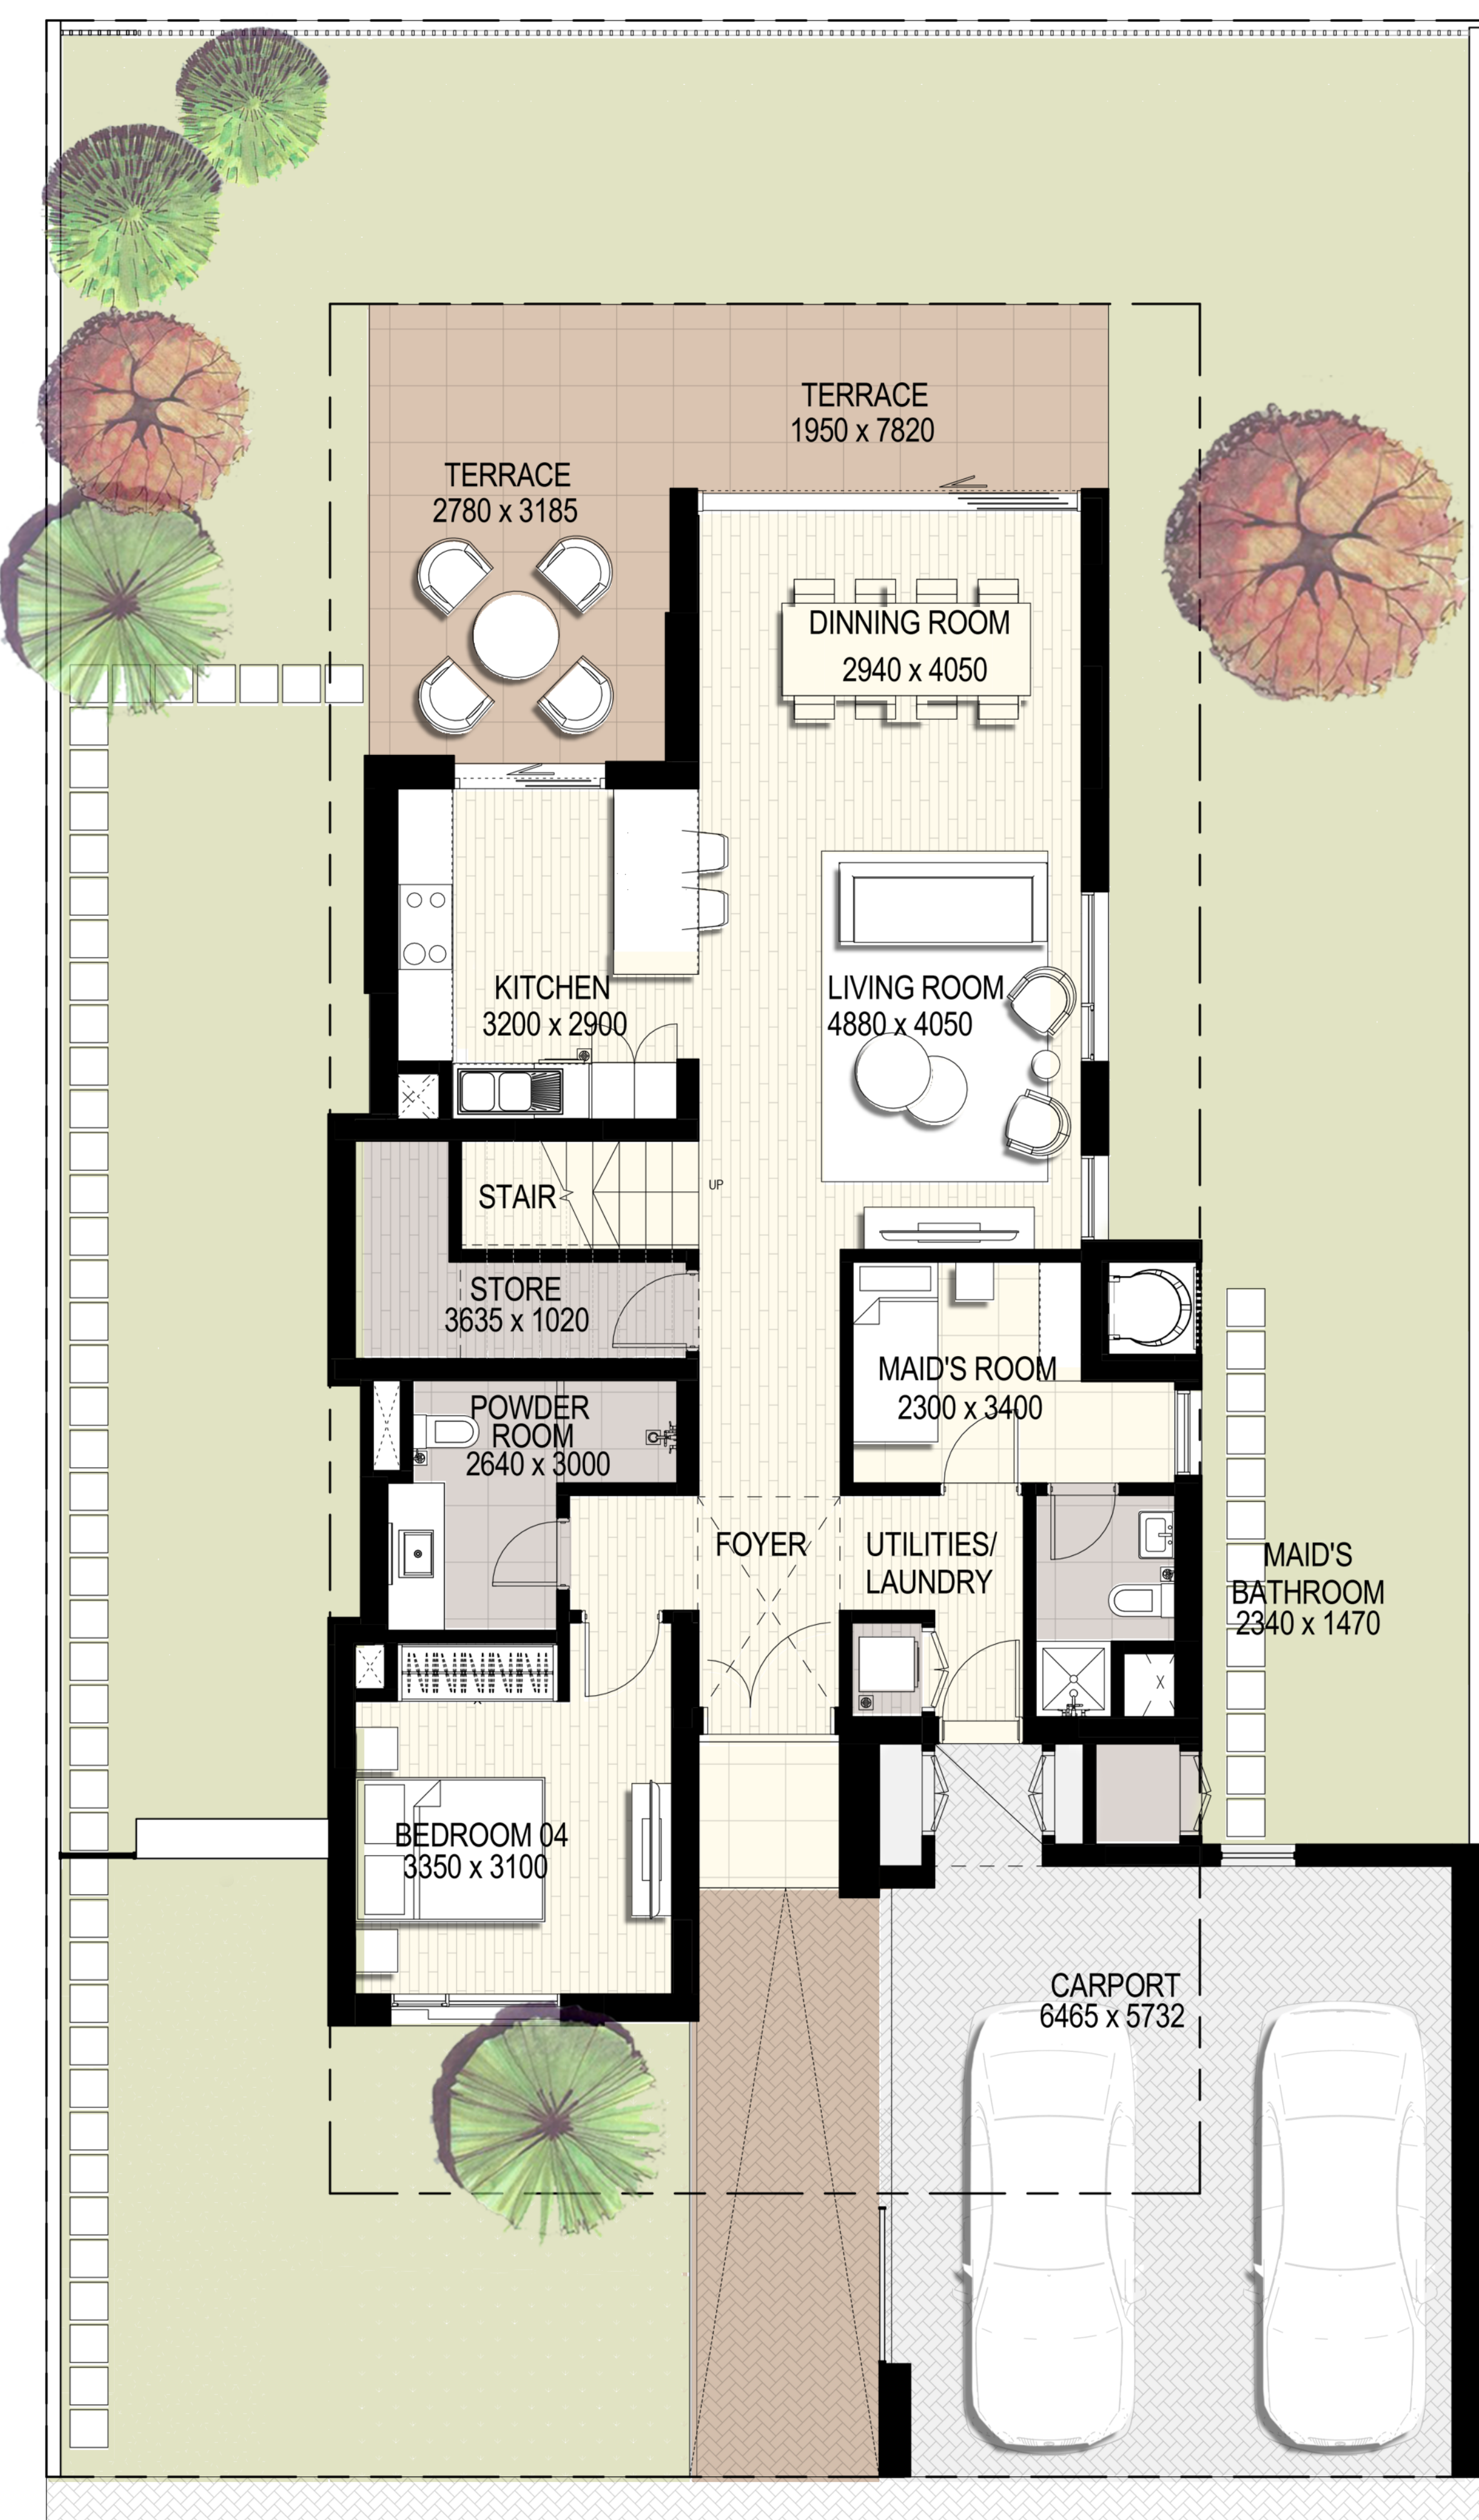 TERRACE
1950 x 7820
TERRACE
2780 x 3185
DINNING ROOM
2940 x 4050
KITCHEN
3200 x 2900
LIVING ROOM
4880 x 4050
STAIR
UP
STORE
3635 x 1020
MAID'S ROOM
2300 x 3400
POWDER
ROOM
2640 x 3000
FOYER
UTILITIES/
LAUNDRY
MAID'S
BATHROOM
2340 x 1470
BEDROOM 04
3350 x 3100
CARPORT
6465 x 5732